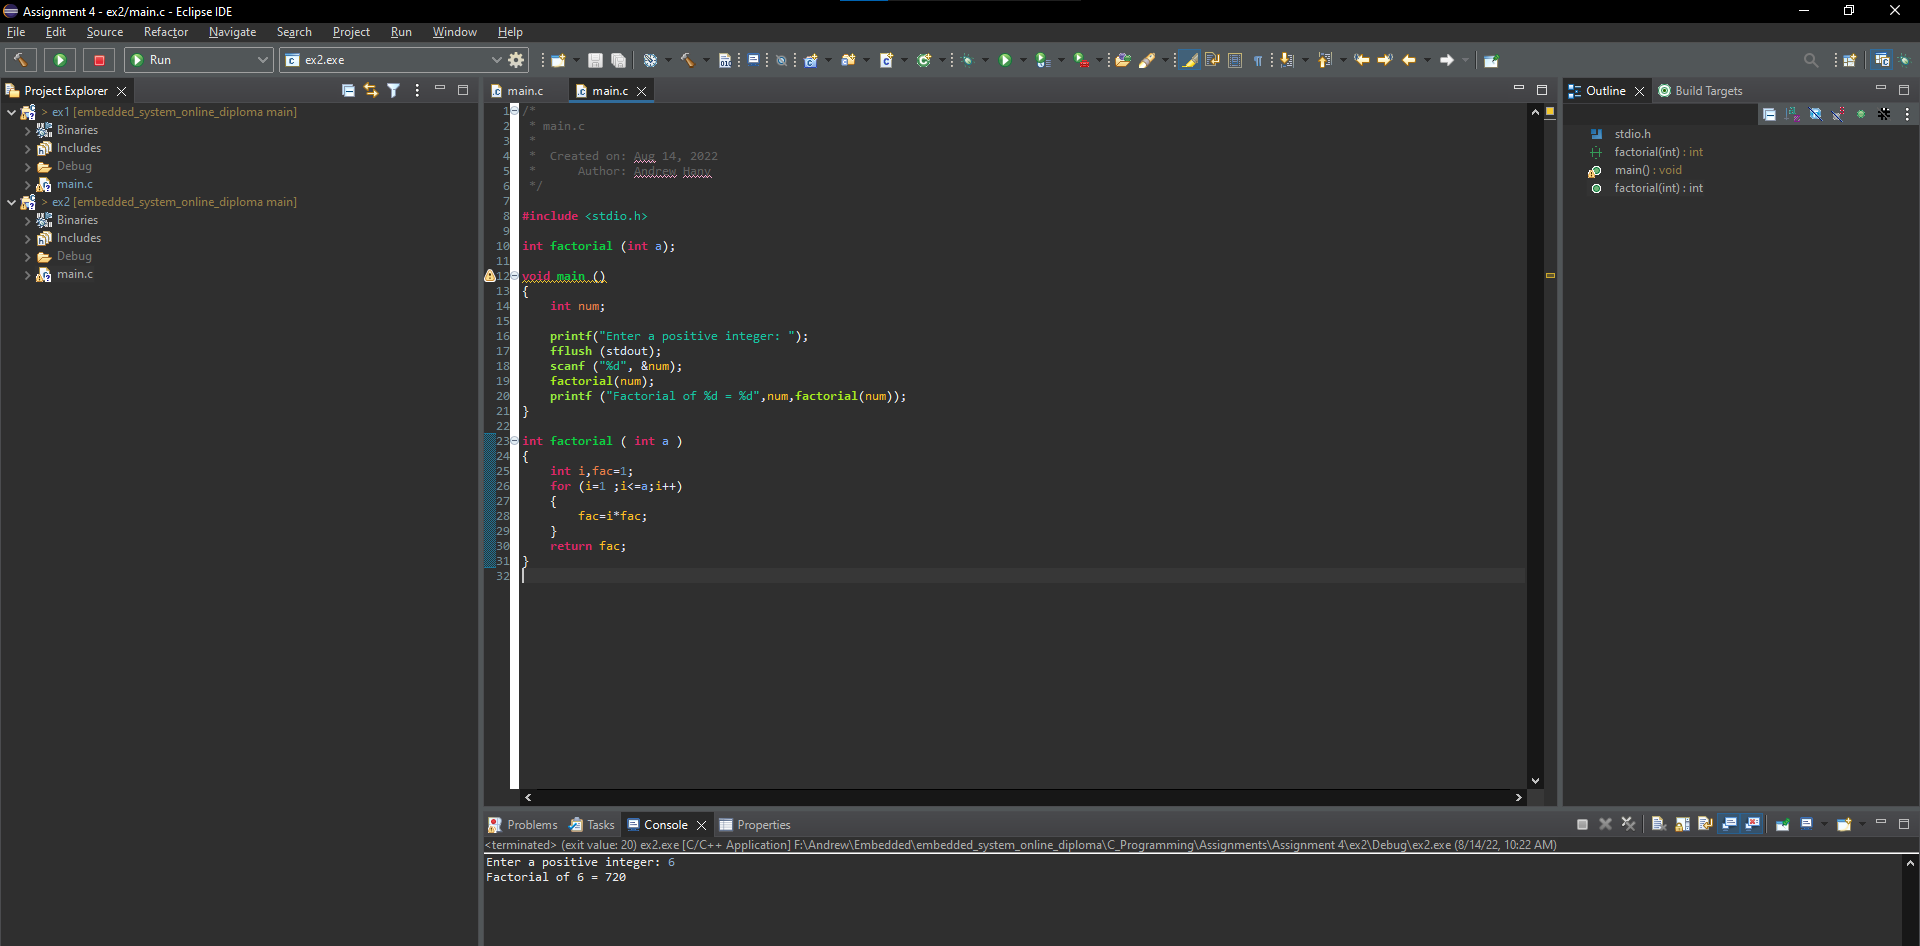 Assignment 4 - ex2/main.c - Eclipse IDE
File Edit Source Refactor Navigate Search Project Run Window Help
Run
ex2.exe
Project Explorer
> ex1 [embedded_system_online_diploma main]
Binaries
Includes
Debug
main.c
> ex2 [embedded_system_online_diploma main]
Binaries
Includes
Debug
main.c
main.c main.c
1 /*
2 * main.c
3 *
4 *  Created on: Aug 14, 2022
5 *      Author: Andrew Hany
6 */
7
8 #include <stdio.h>
9
10 int factorial (int a);
11
12 void main ()
13 {
14     int num;
15
16     printf("Enter a positive integer: ");
17     fflush (stdout);
18     scanf ("%d", &num);
19     factorial(num);
20     printf ("Factorial of %d = %d",num,factorial(num));
21 }
22
23 int factorial ( int a )
24 {
25     int i,fac=1;
26     for (i=1 ;i<=a;i++)
27     {
28         fac=i*fac;
29     }
30     return fac;
31 }
32
Outline Build Targets
stdio.h
factorial(int) : int
main() : void
factorial(int) : int
Problems Tasks Console Properties
<terminated> (exit value: 20) ex2.exe [C/C++ Application] F:\Andrew\Embedded\embedded_system_online_diploma\C_Programming\Assignments\Assignment 4\ex2\Debug\ex2.exe (8/14/22, 10:22 AM)
Enter a positive integer: 6
Factorial of 6 = 720